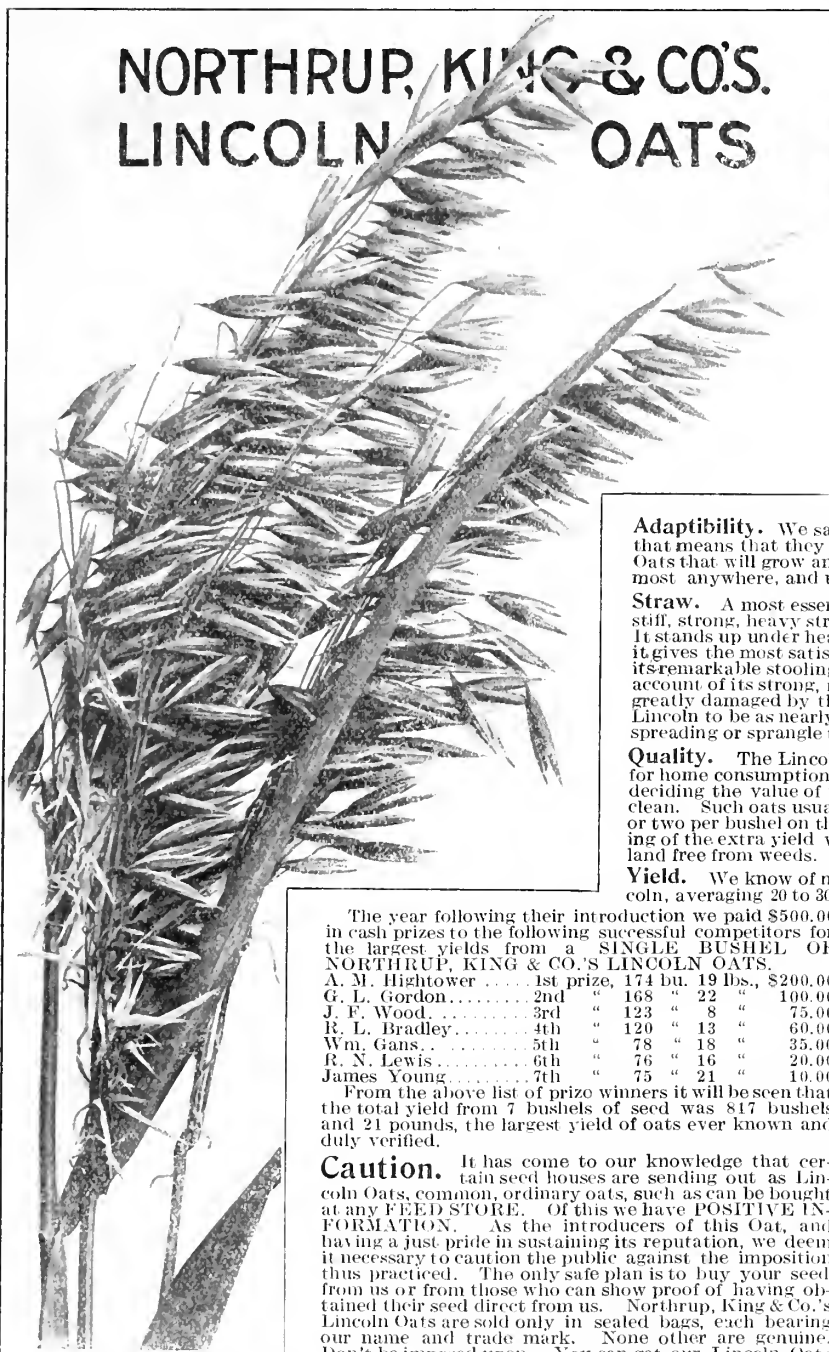 NORTHRUP, KING & CO'S.
LINCOLN OATS
Adaptibility. We sa
that means that they
Oats that will grow an
most anywhere, and
Straw. A most essen
stiff, strong, heavy str
It stands up under hea
it gives the most satis
its remarkable stooling
account of its strong,
greatly damaged by th
Lincoln to be as nearly
spreading or sprangle
Quality. The Linco
for home consumption
deciding the value of
clean. Such oats usua
or two per bushel on th
ing of the extra yield
land free from weeds.
Yield. We know of n
coln, averaging 20 to 30
The year following their introduction we paid $500.00
in cash prizes to the following successful competitors for
the largest yields from a SINGLE BUSHEL OF
NORTHRUP, KING & CO.'S LINCOLN OATS.
A. M. Hightower ..... 1st prize, 174 bu. 19 lbs., $200.00
G. L. Gordon......... 2nd " 168 " 22 " 100.00
J. F. Wood. ......... 3rd " 123 " 8 " 75.00
R. L. Bradley........ 4th " 120 " 13 " 60.00
Wm. Gans.. ......... 5th " 78 " 18 " 35.00
R. N. Lewis.......... 6th " 76 " 16 " 20.00
James Young......... 7th " 75 " 21 " 10.00
From the above list of prize winners it will be seen that
the total yield from 7 bushels of seed was 817 bushels
and 21 pounds, the largest yield of oats ever known and
duly verified.
Caution. It has come to our knowledge that cer-
tain seed houses are sending out as Lin-
coln Oats, common, ordinary oats, such as can be bought
at any FEED STORE. Of this we have POSITIVE IN-
FORMATION. As the introducers of this Oat, and
having a just pride in sustaining its reputation, we deem
it necessary to caution the public against the imposition
thus practiced. The only safe plan is to buy your seed
from us or from those who can show proof of having ob-
tained their seed direct from us. Northrup, King & Co.'s
Lincoln Oats are sold only in sealed bags, each bearing
our name and trade mark. None other are genuine.
Don't be imposed upon. You can get our Lincoln Oats